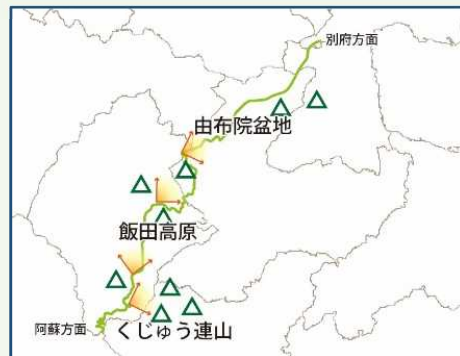 別府方面
由布院盆地
飯田高原
阿蘇方面
くじゅう連山